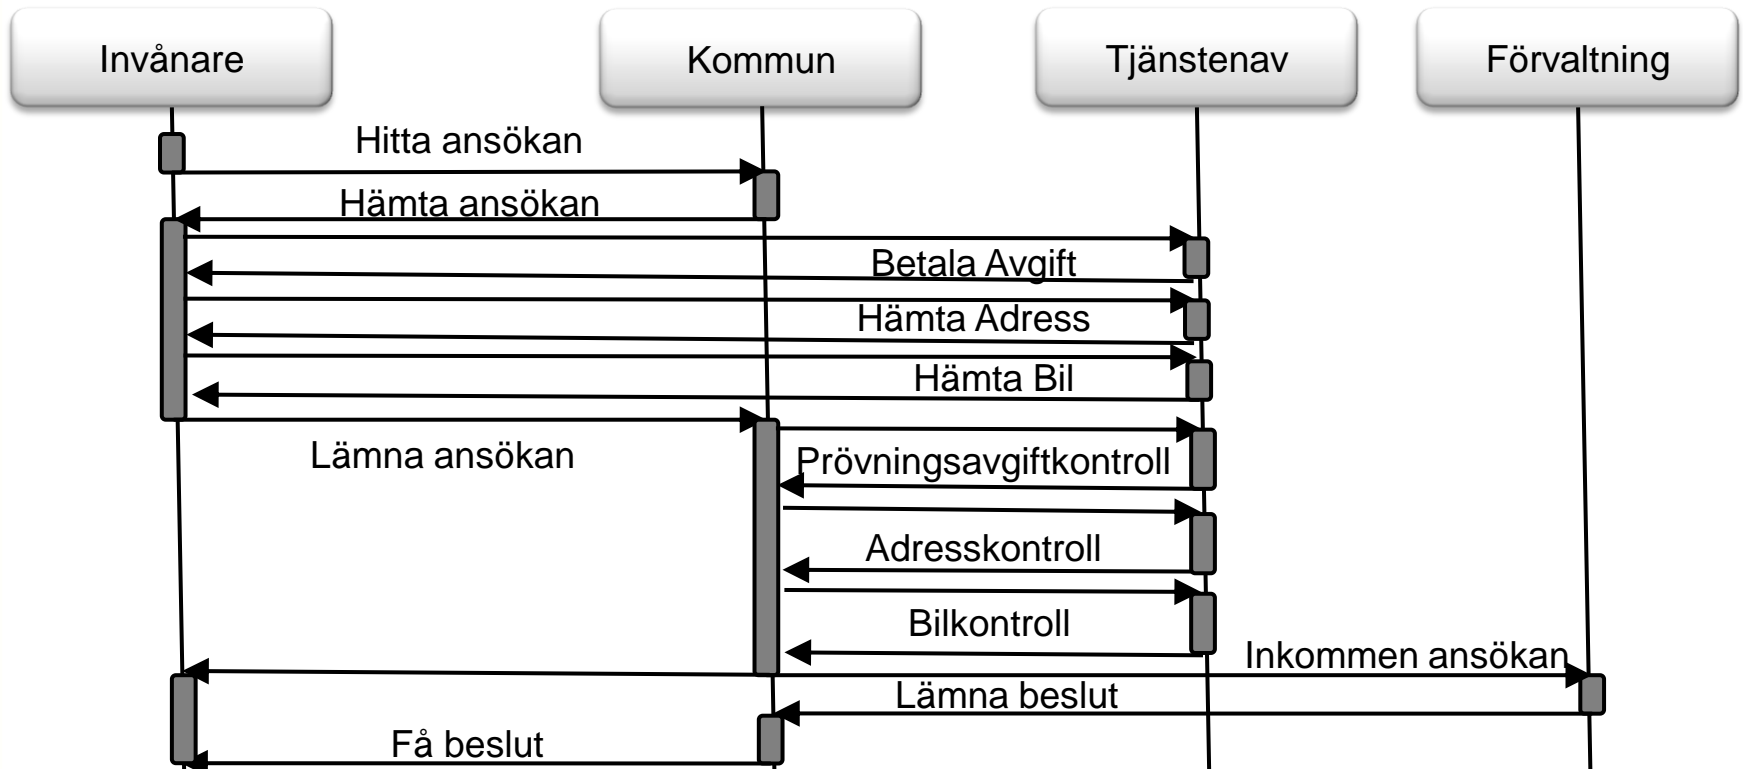 Invånare
Kommun
Tjänstenav
Förvaltning
Hitta ansökan
Hämta ansökan
Betala Avgift
Hämta Adress
Hämta Bil
Lämna ansökan
Prövningsavgiftkontroll
Adresskontroll
Bilkontroll
Inkommen ansökan
Lämna beslut
Få beslut